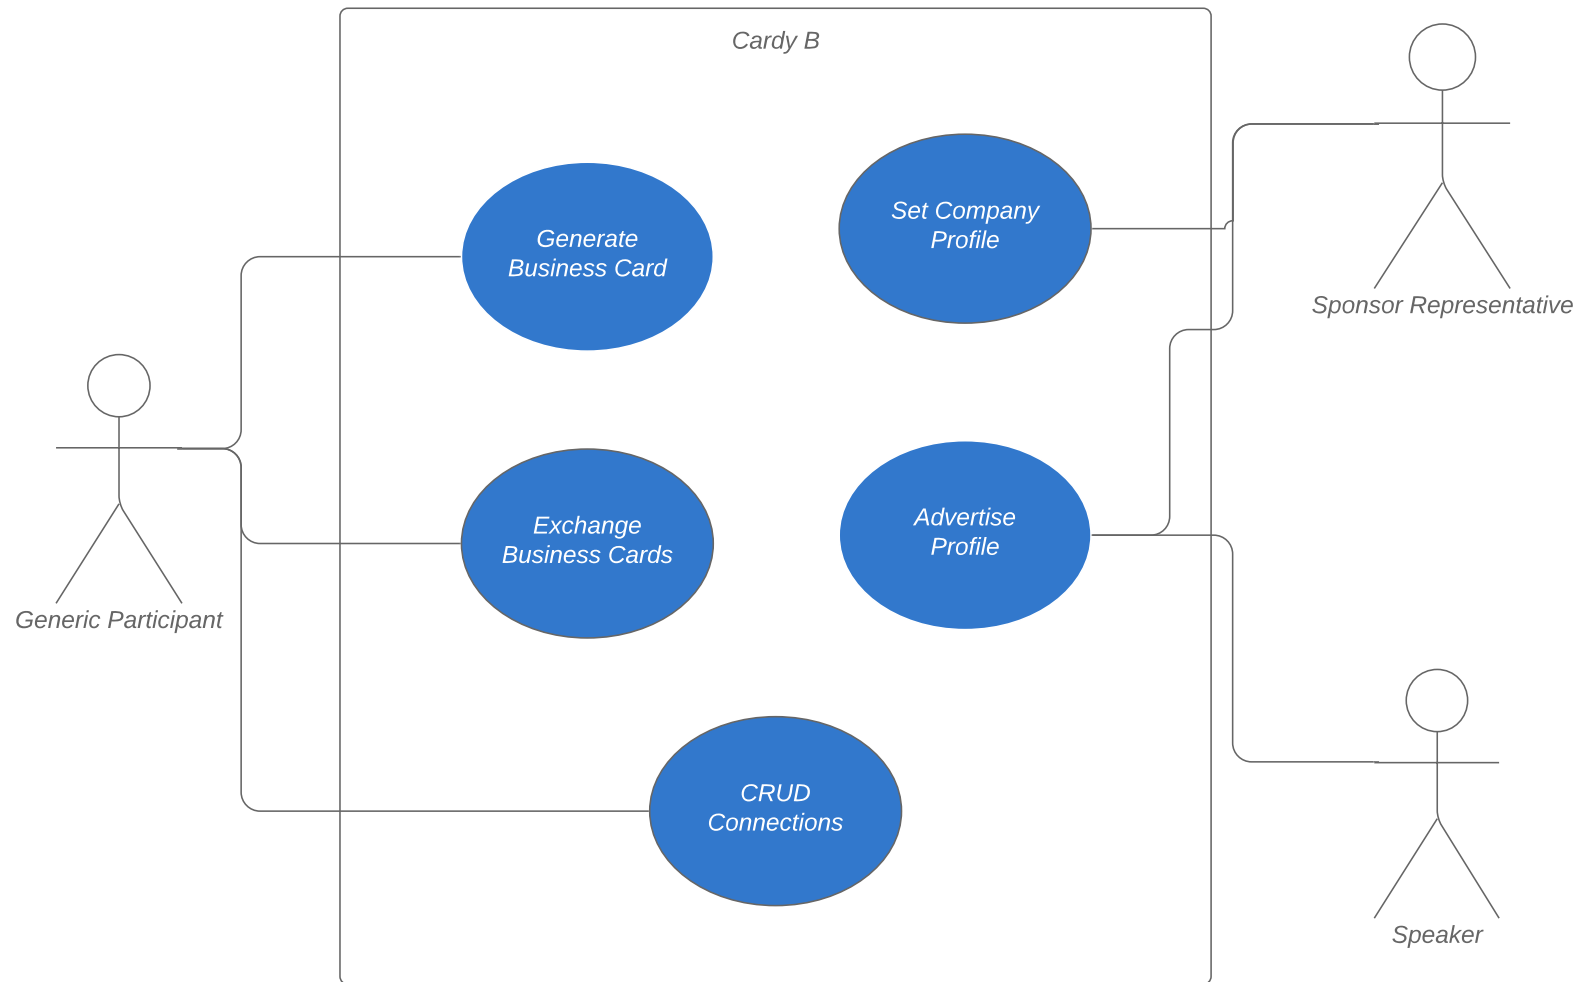 Cardy B
Generate
Business Card
Set Company
Profile
Sponsor Representative
Exchange
Business Cards
Advertise
Profile
Generic Participant
CRUD
Connections
Speaker